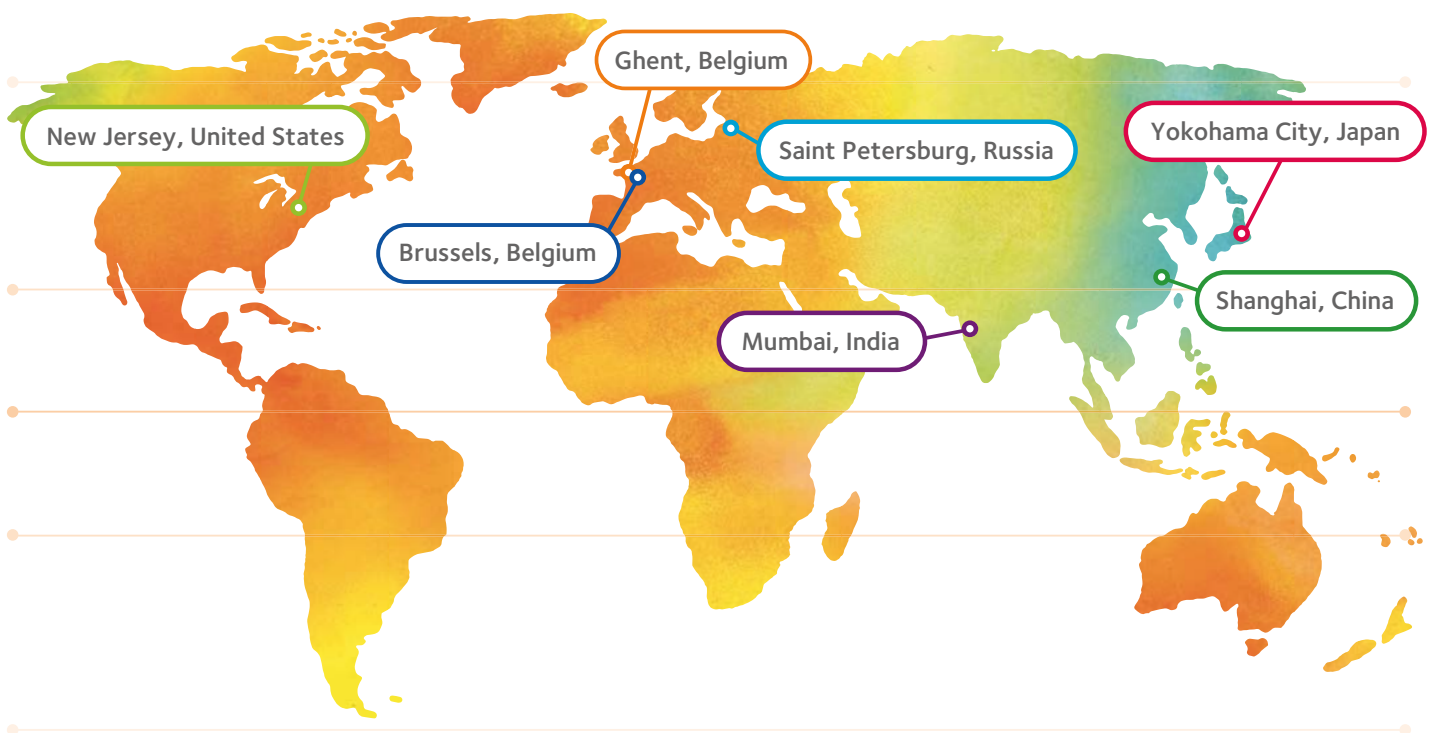 Ghent, Belgium
New Jersey, United States
Saint Petersburg, Russia
Yokohama City, Japan
Brussels, Belgium
Shanghai, China
Mumbai, India